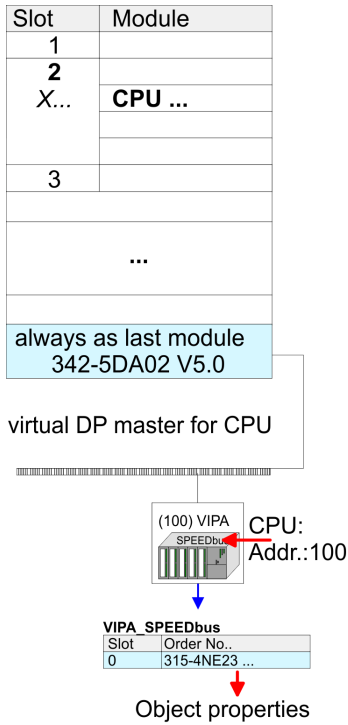 Slot Module
1
2
X... CPU ...
3
...
always as last module
342-5DA02 V5.0
virtual DP master for CPU
(100) VIPA
SPEEDbus
CPU:
Addr.:100
VIPA_SPEEDbus
Slot Order No..
0 315-4NE23 ...
Object properties